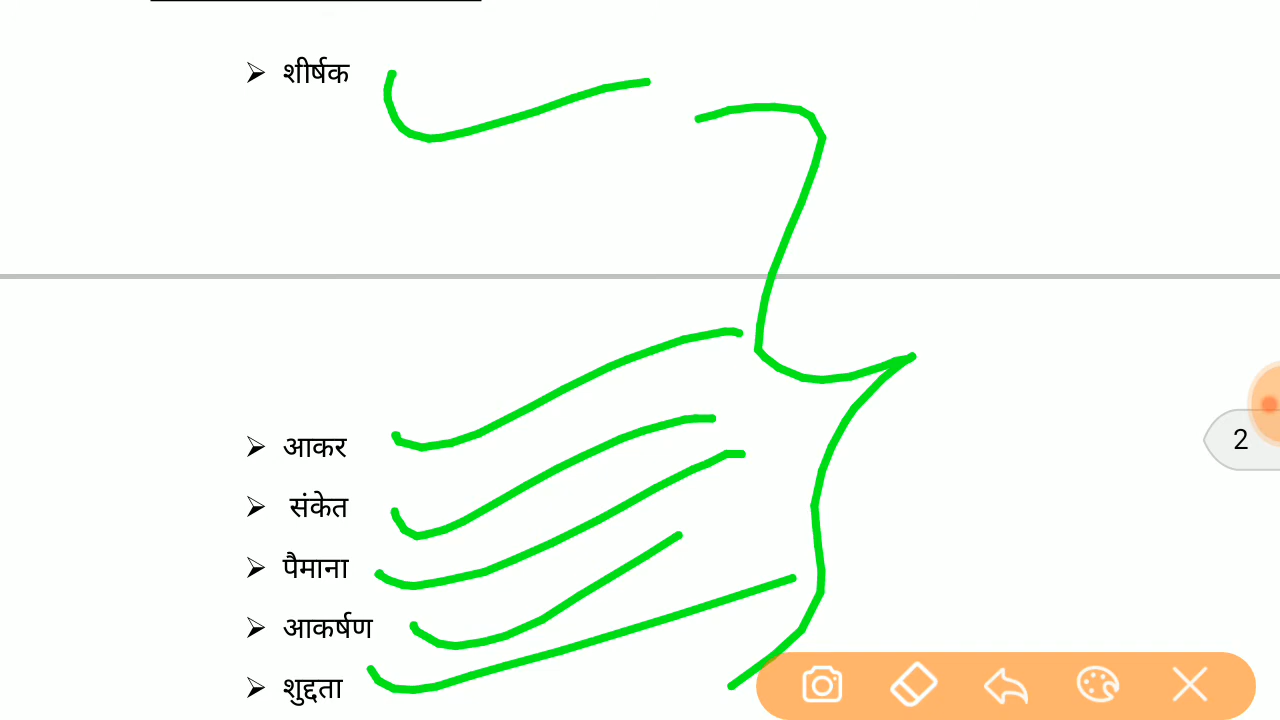 ➢ शीर्षक
➢ आकर
➢ संकेत
➢ पैमाना
➢ आकर्षण
➢ शुद्दता
2